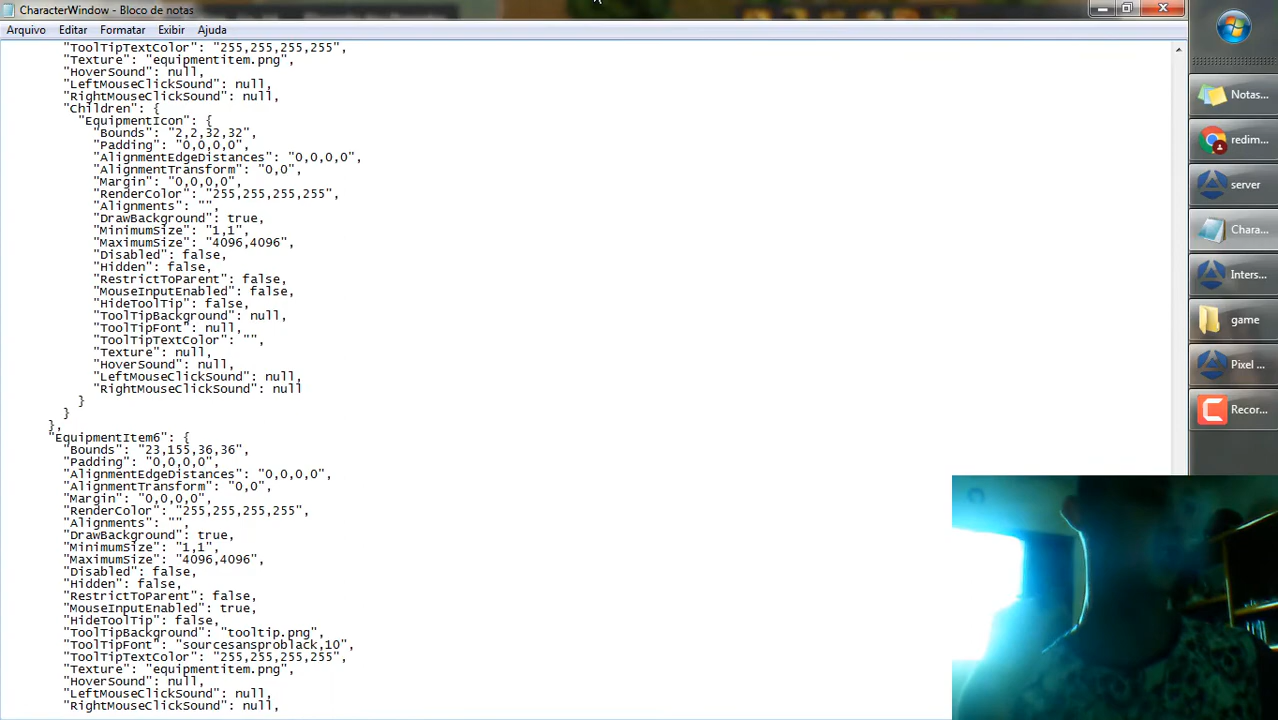 CharacterWindow - Bloco de notas
Arquivo Editar Formatar Exibir Ajuda
"ToolTipTextColor": "255,255,255,255",
"Texture": "equipmentitem.png",
"HoverSound": null,
"LeftMouseClickSound": null,
"RightMouseClickSound": null,
"Children": {
"EquipmentIcon": {
"Bounds": "2,2,32,32",
"Padding": "0,0,0,0",
"AlignmentEdgeDistances": "0,0,0,0",
"AlignmentTransform": "0,0",
"Margin": "0,0,0,0",
"RenderColor": "255,255,255,255",
"Alignments": "",
"DrawBackground": true,
"MinimumSize": "1,1",
"MaximumSize": "4096,4096",
"Disabled": false,
"Hidden": false,
"RestrictToParent": false,
"MouseInputEnabled": false,
"HideToolTip": false,
"ToolTipBackground": null,
"ToolTipFont": null,
"ToolTipTextColor": "",
"Texture": null,
"HoverSound": null,
"LeftMouseClickSound": null,
"RightMouseClickSound": null
}
}
},
"EquipmentItem6": {
"Bounds": "23,155,36,36",
"Padding": "0,0,0,0",
"AlignmentEdgeDistances": "0,0,0,0",
"AlignmentTransform": "0,0",
"Margin": "0,0,0,0",
"RenderColor": "255,255,255,255",
"Alignments": "",
"DrawBackground": true,
"MinimumSize": "1,1",
"MaximumSize": "4096,4096",
"Disabled": false,
"Hidden": false,
"RestrictToParent": false,
"MouseInputEnabled": true,
"HideToolTip": false,
"ToolTipBackground": "tooltip.png",
"ToolTipFont": "sourcesansproblack,10",
"ToolTipTextColor": "255,255,255,255",
"Texture": "equipmentitem.png",
"HoverSound": null,
"LeftMouseClickSound": null,
"RightMouseClickSound": null,
Notas...
redim...
server
Chara...
Inters...
game
Pixel ...
Recor...